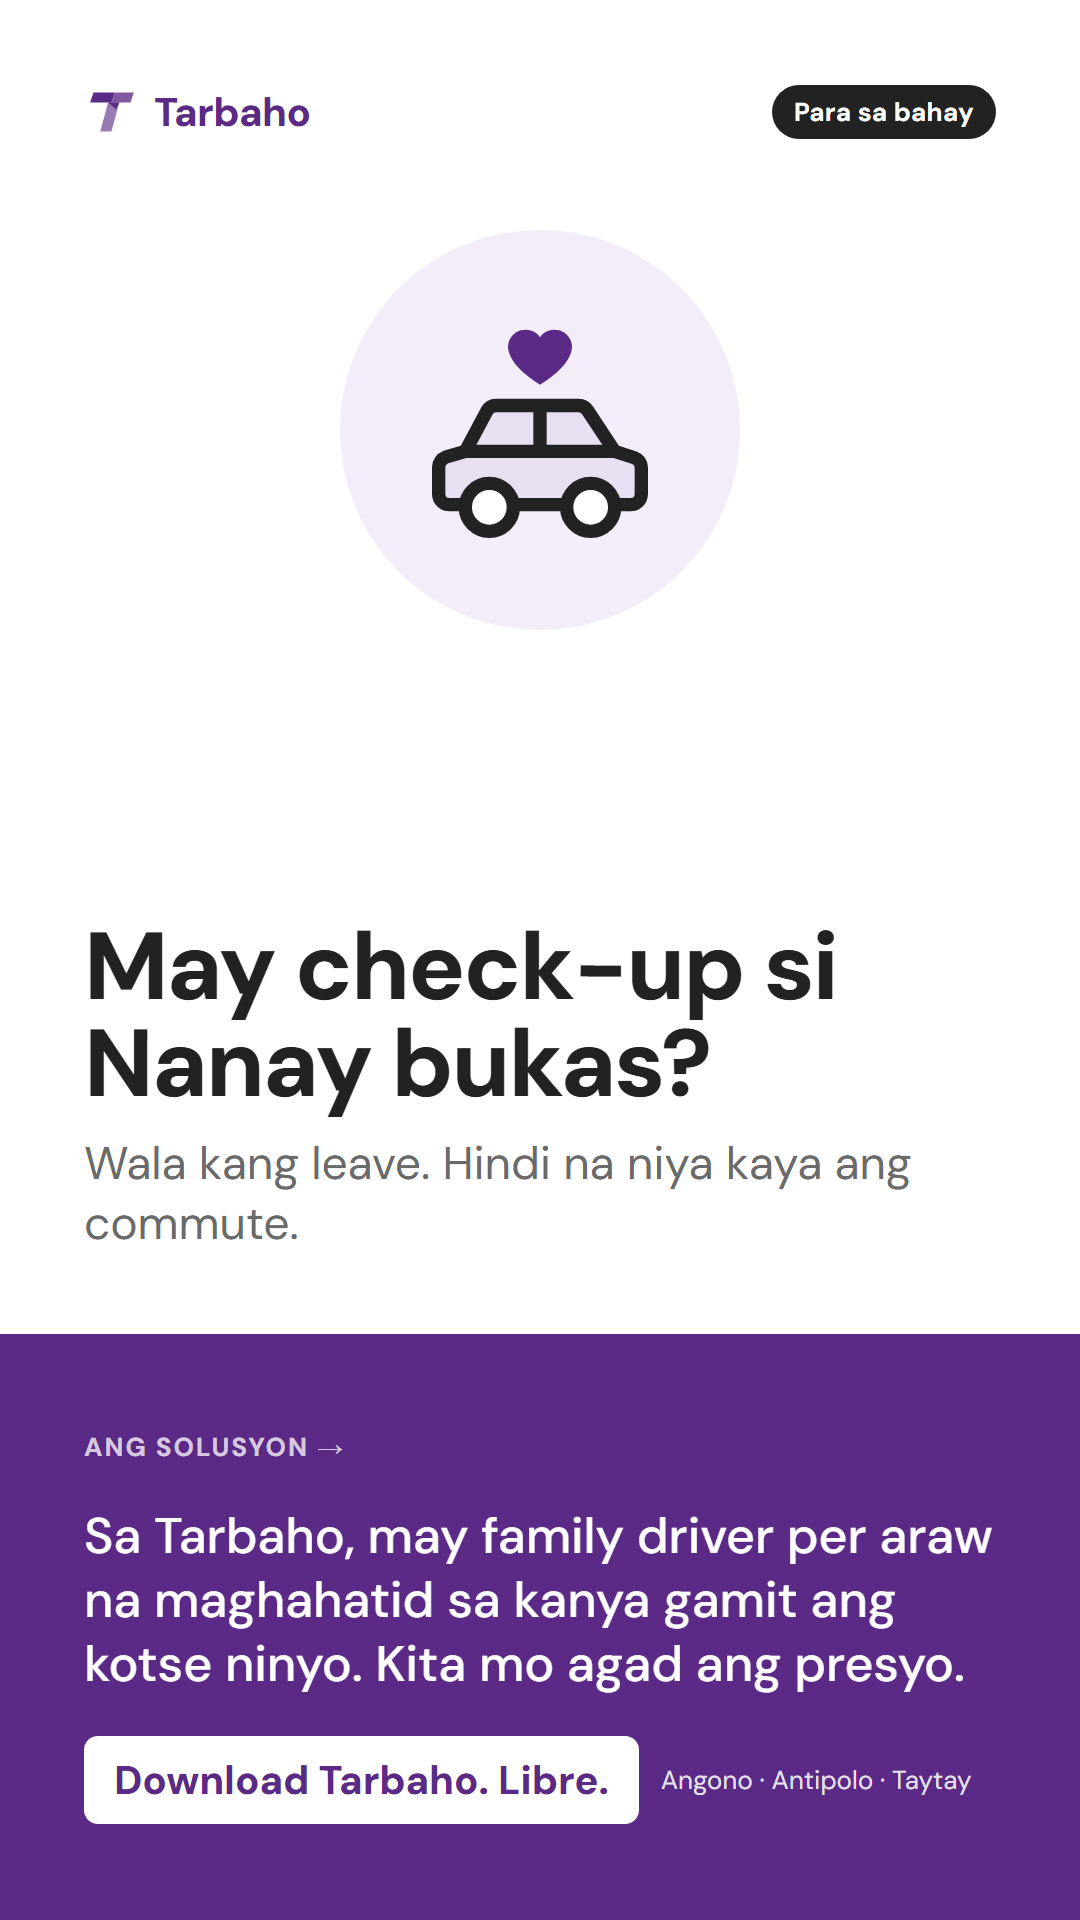 Tarbaho
Para sa bahay
May check-up si
Nanay bukas?
Wala kang leave. Hindi na niya kaya ang
commute.
ANG SOLUSYON →
Sa Tarbaho, may family driver per araw
na maghahatid sa kanya gamit ang
kotse ninyo. Kita mo agad ang presyo.
Download Tarbaho. Libre.
Angono · Antipolo · Taytay